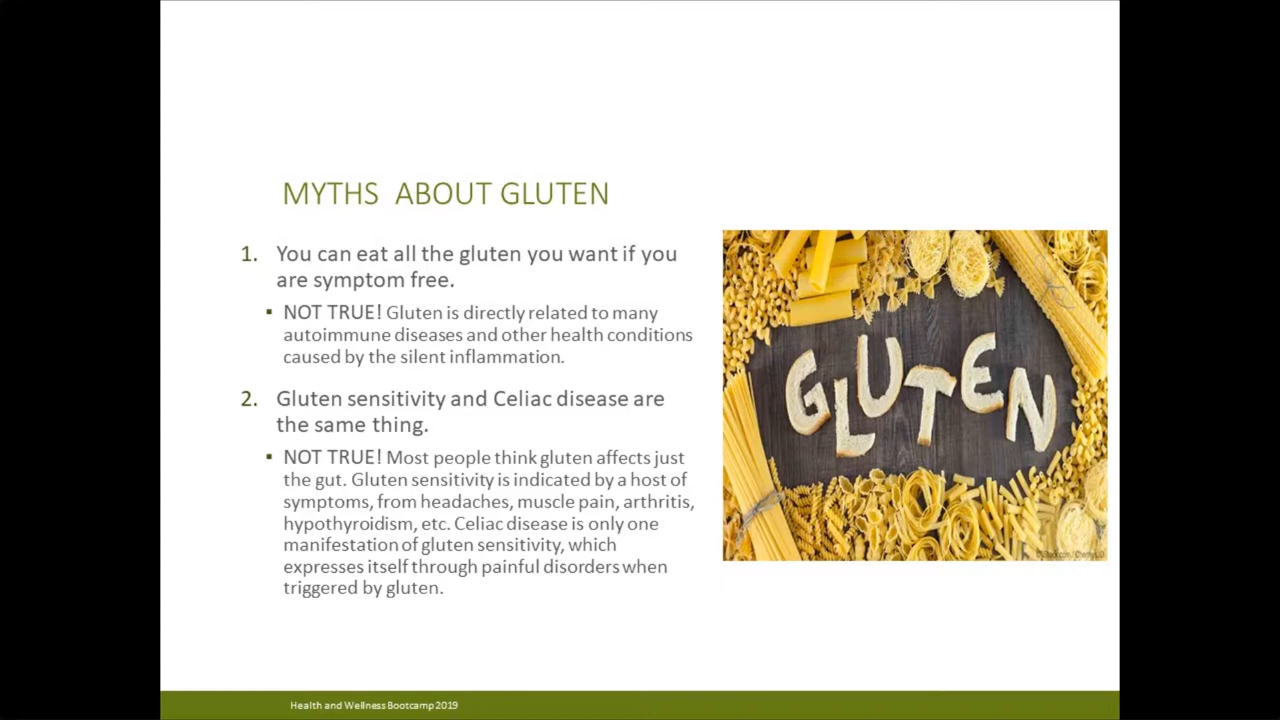 MYTHS ABOUT GLUTEN
1. You can eat all the gluten you want if you
are symptom free.
▪ NOT TRUE! Gluten is directly related to many
autoimmune diseases and other health conditions
caused by the silent inflammation.
2. Gluten sensitivity and Celiac disease are
the same thing.
▪ NOT TRUE! Most people think gluten affects just
the gut. Gluten sensitivity is indicated by a host of
symptoms, from headaches, muscle pain, arthritis,
hypothyroidism, etc. Celiac disease is only one
manifestation of gluten sensitivity, which
expresses itself through painful disorders when
triggered by gluten.
GLUTEN
Health and Wellness Bootcamp 2019